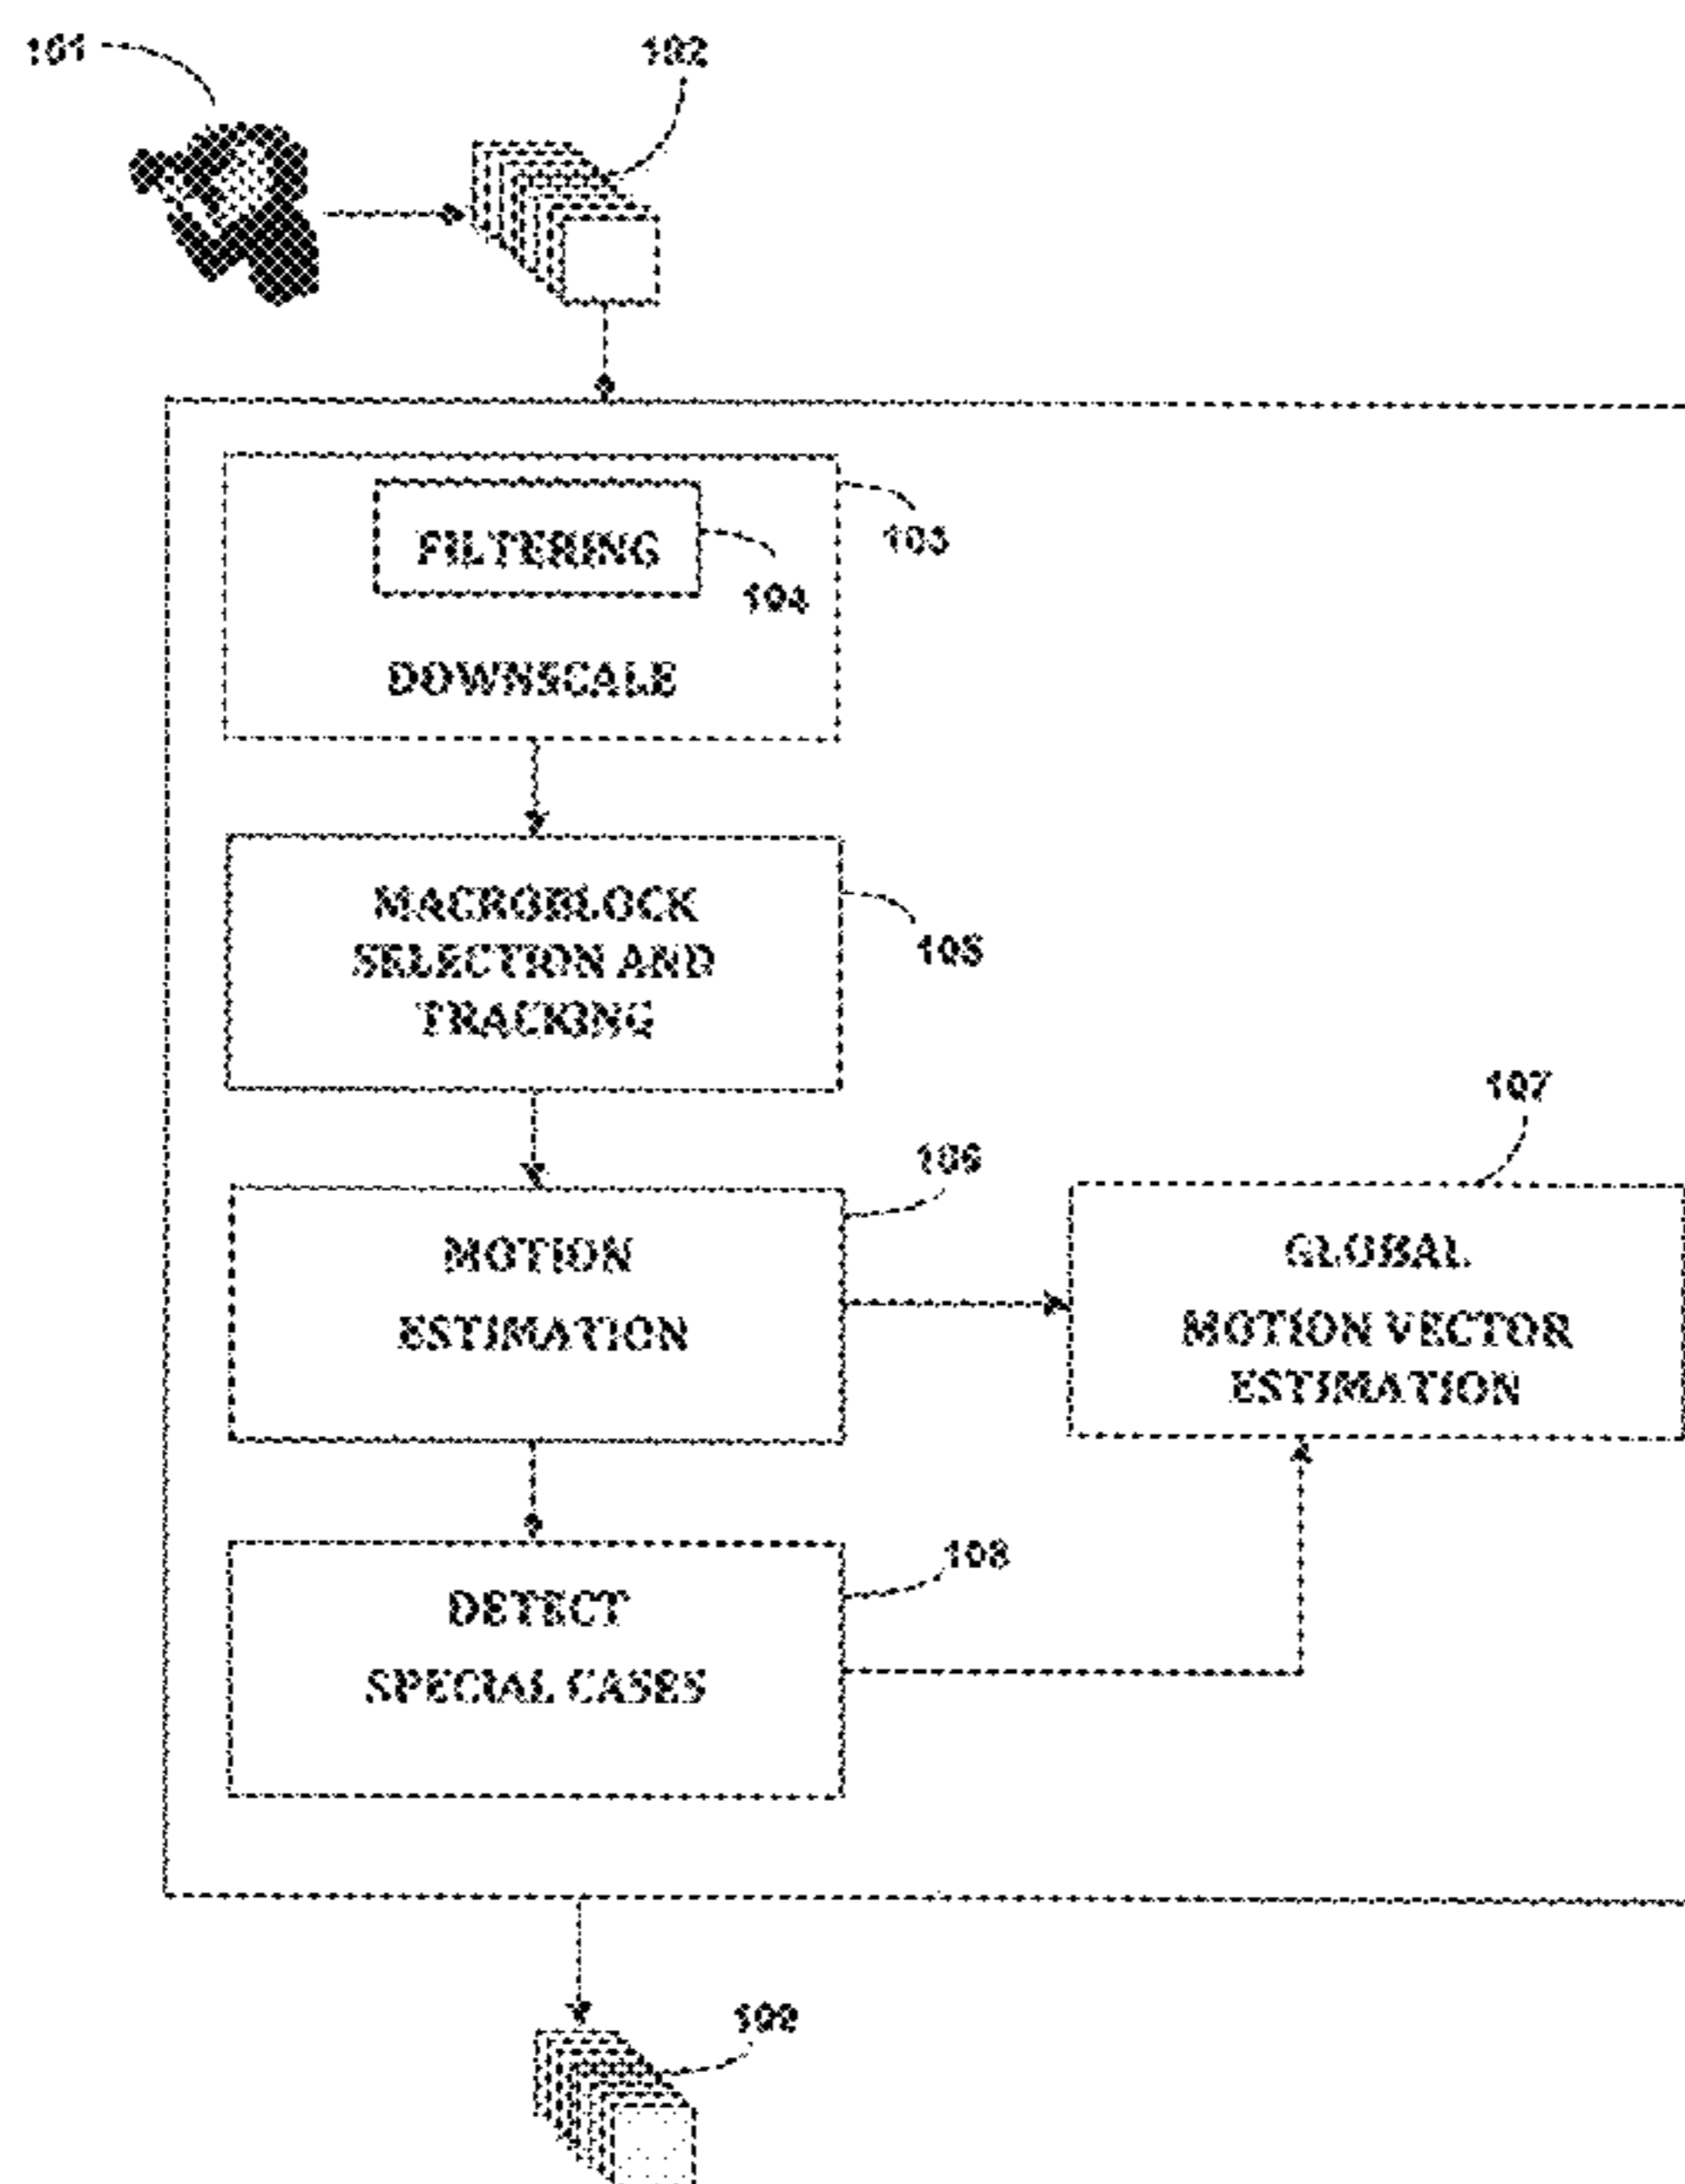 101
102
FILTERING
103
104
DOWNSCALE
MACROBLOCK
SELECTION AND
TRACKING
105
107
106
MOTION
ESTIMATION
GLOBAL
MOTION VECTOR
ESTIMATION
108
DETECT
SPECIAL CASES
109